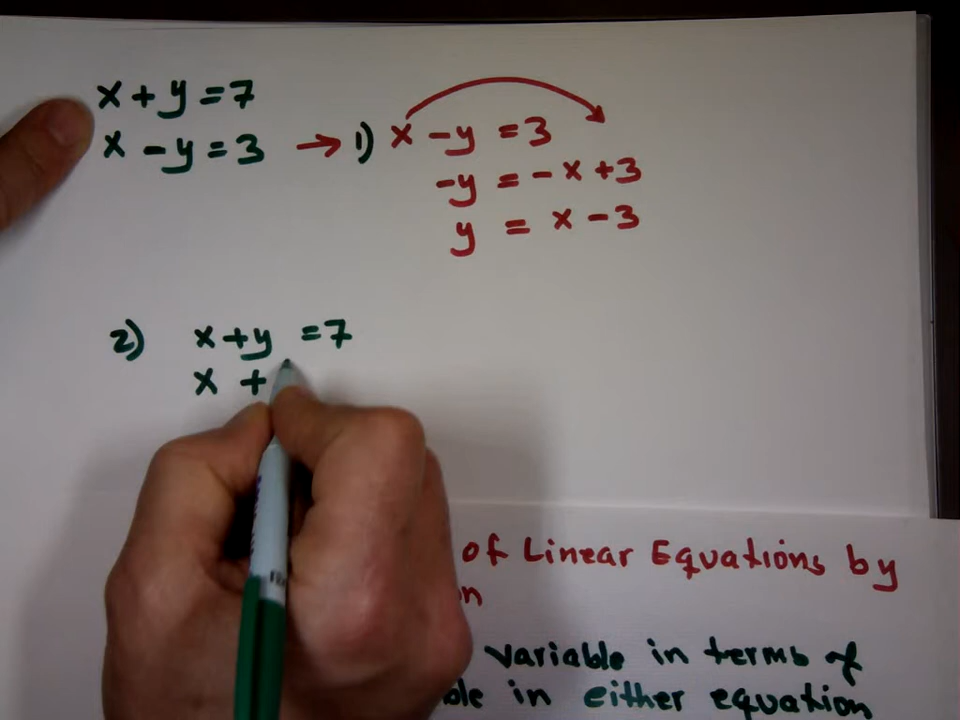 x + y = 7
x - y = 3 → 1) x - y = 3
-y = - x + 3
y = x - 3
2) x + y = 7
x +
of Linear Equations by
variable in terms of
in either equation